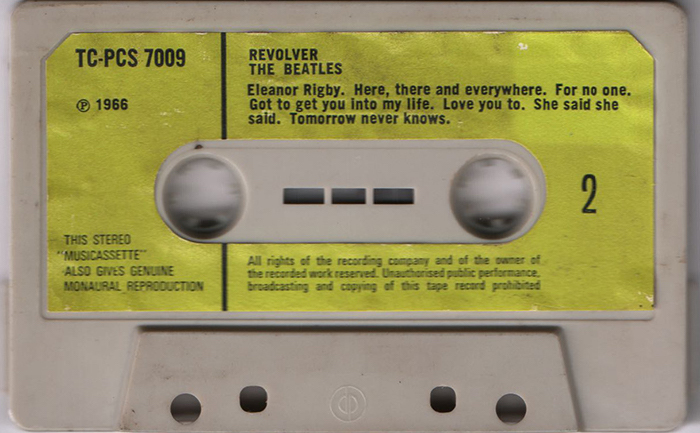 TC-PCS 7009
℗ 1966
REVOLVER
THE BEATLES
Eleanor Rigby. Here, there and everywhere. For no one.
Got to get you into my life. Love you to. She said she
said. Tomorrow never knows.
2
THIS STEREO
"MUSICASSETTE"
ALSO GIVES GENUINE
MONAURAL REPRODUCTION
All rights of the recording company and of the owner of
the recorded work reserved. Unauthorised public performance,
broadcasting and copying of this tape record prohibited